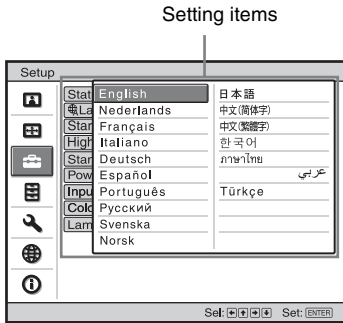 Setting items
Setup
Stat
La
Star
High
Star
Pow
Inpu
Colo
Lam
English
Nederlands
Français
Italiano
Deutsch
Español
Português
Русский
Svenska
Norsk
日本語
中文(简体字)
中文(繁體字)
한국어
ภาษาไทย
عربي
Türkçe
Sel: Set: ENTER